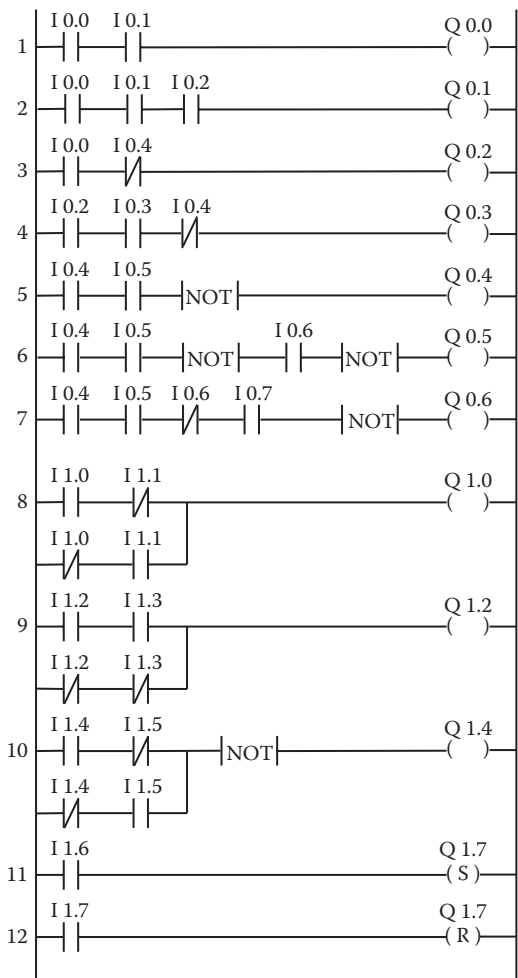 I 0.0 I 0.1 Q 0.0
1 ( )
I 0.0 I 0.1 I 0.2 Q 0.1
2 ( )
I 0.0 I 0.4 Q 0.2
3 ( )
I 0.2 I 0.3 I 0.4 Q 0.3
4 ( )
I 0.4 I 0.5 Q 0.4
5 NOT ( )
I 0.4 I 0.5 I 0.6 Q 0.5
6 NOT NOT ( )
I 0.4 I 0.5 I 0.6 I 0.7 Q 0.6
7 NOT ( )
I 1.0 I 1.1 Q 1.0
8 ( )
I 1.0 I 1.1
I 1.2 I 1.3 Q 1.2
9 ( )
I 1.2 I 1.3
I 1.4 I 1.5 Q 1.4
10 NOT ( )
I 1.4 I 1.5
I 1.6 Q 1.7
11 ( S )
I 1.7 Q 1.7
12 ( R )